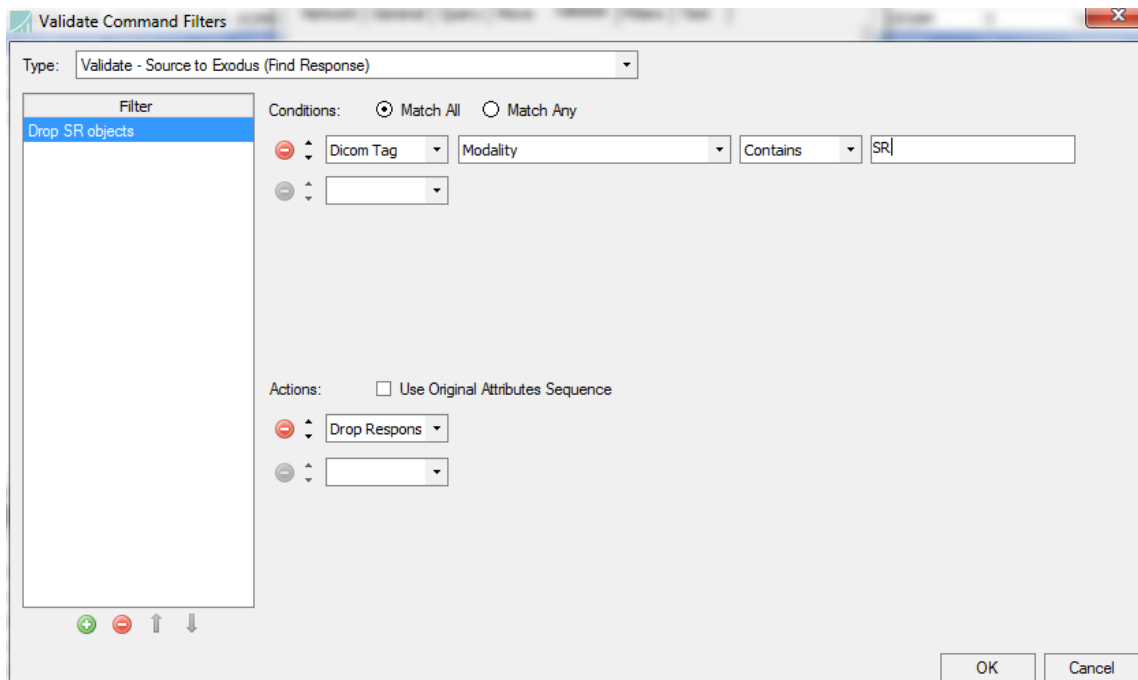 Validate Command Filters
Type: Validate - Source to Exodus (Find Response)
Filter
Drop SR objects
Conditions: Match All Match Any
Dicom Tag Modality Contains SR
Actions: Use Original Attributes Sequence
Drop Respons
OK Cancel